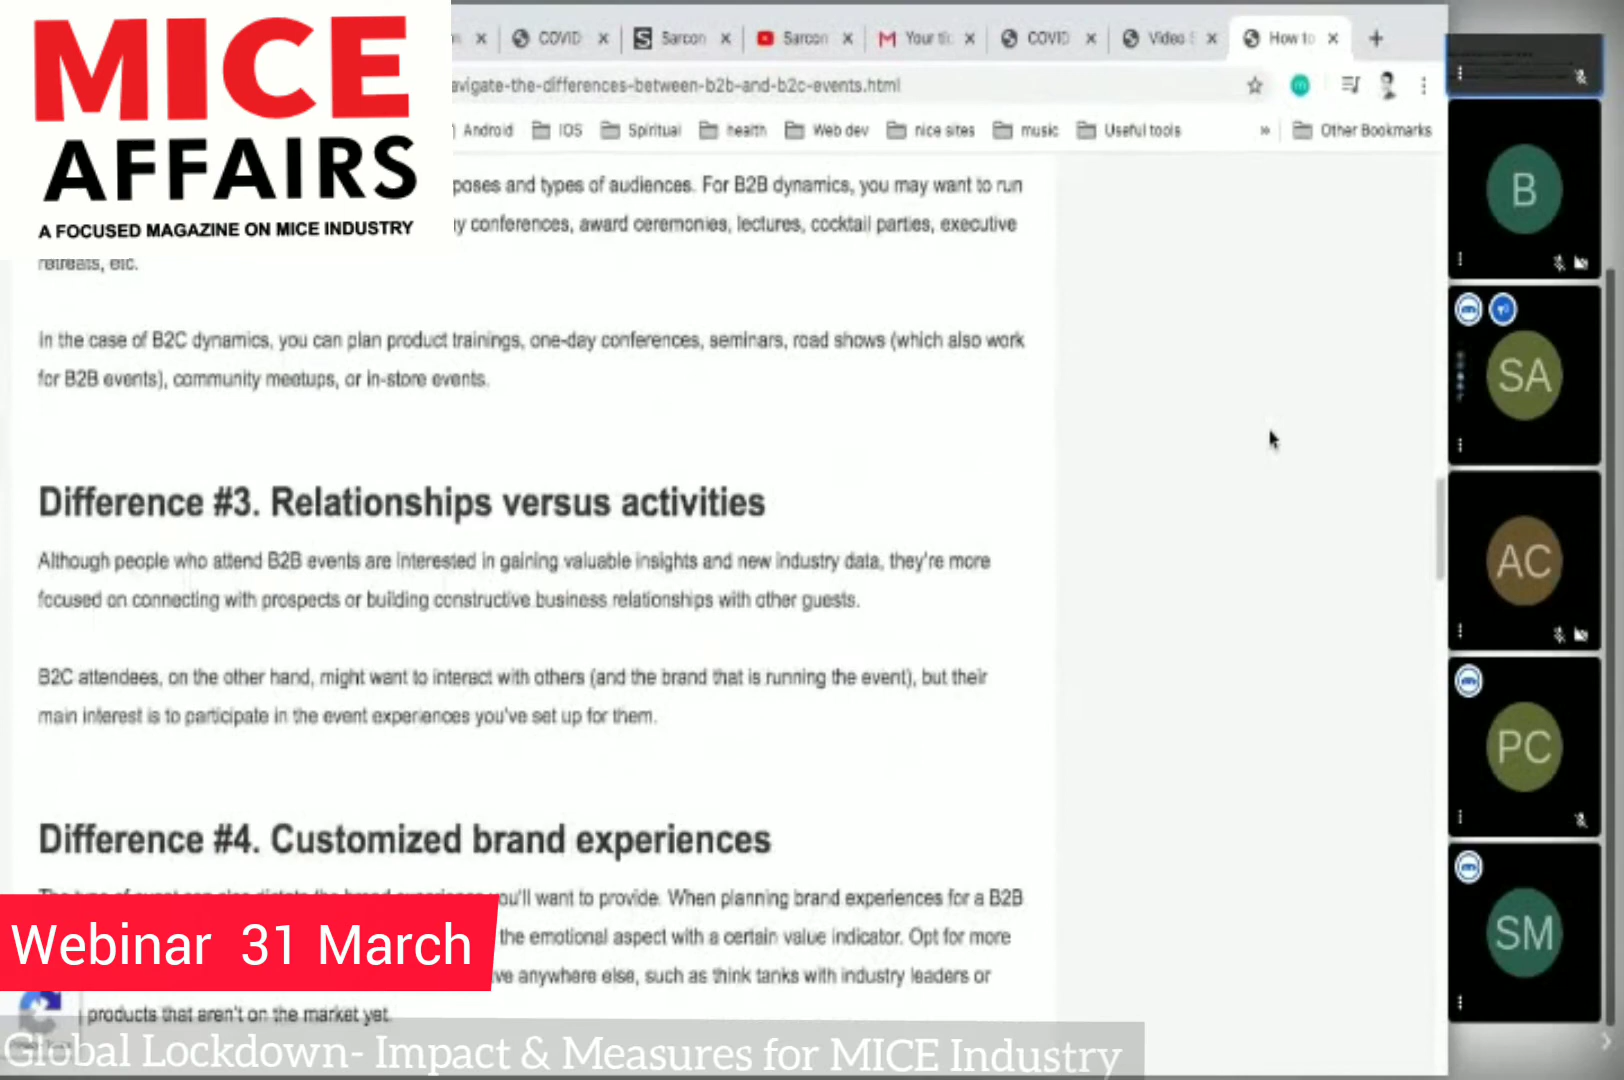 MICE
AFFAIRS
A FOCUSED MAGAZINE ON MICE INDUSTRY
COVID
Sarcon
Sarcon
Your
COVID
Video
How to
avigate-the-differences-between-b2b-and-b2c-events.html
Android IOS Spiritual health Web dev nice sites music Useful tools » Other Bookmarks
poses and types of audiences. For B2B dynamics, you may want to run
y conferences, award ceremonies, lectures, cocktail parties, executive
retreats, etc.
In the case of B2C dynamics, you can plan product trainings, one-day conferences, seminars, road shows (which also work
for B2B events), community meetups, or in-store events.
Difference #3. Relationships versus activities
Although people who attend B2B events are interested in gaining valuable insights and new industry data, they're more
focused on connecting with prospects or building constructive business relationships with other guests.
B2C attendees, on the other hand, might want to interact with others (and the brand that is running the event), but their
main interest is to participate in the event experiences you've set up for them.
Difference #4. Customized brand experiences
ou'll want to provide. When planning brand experiences for a B2B
the emotional aspect with a certain value indicator. Opt for more
ve anywhere else, such as think tanks with industry leaders or
products that aren't on the market yet.
Webinar 31 March
Global Lockdown- Impact & Measures for MICE Industry
B
SA
AC
PC
SM